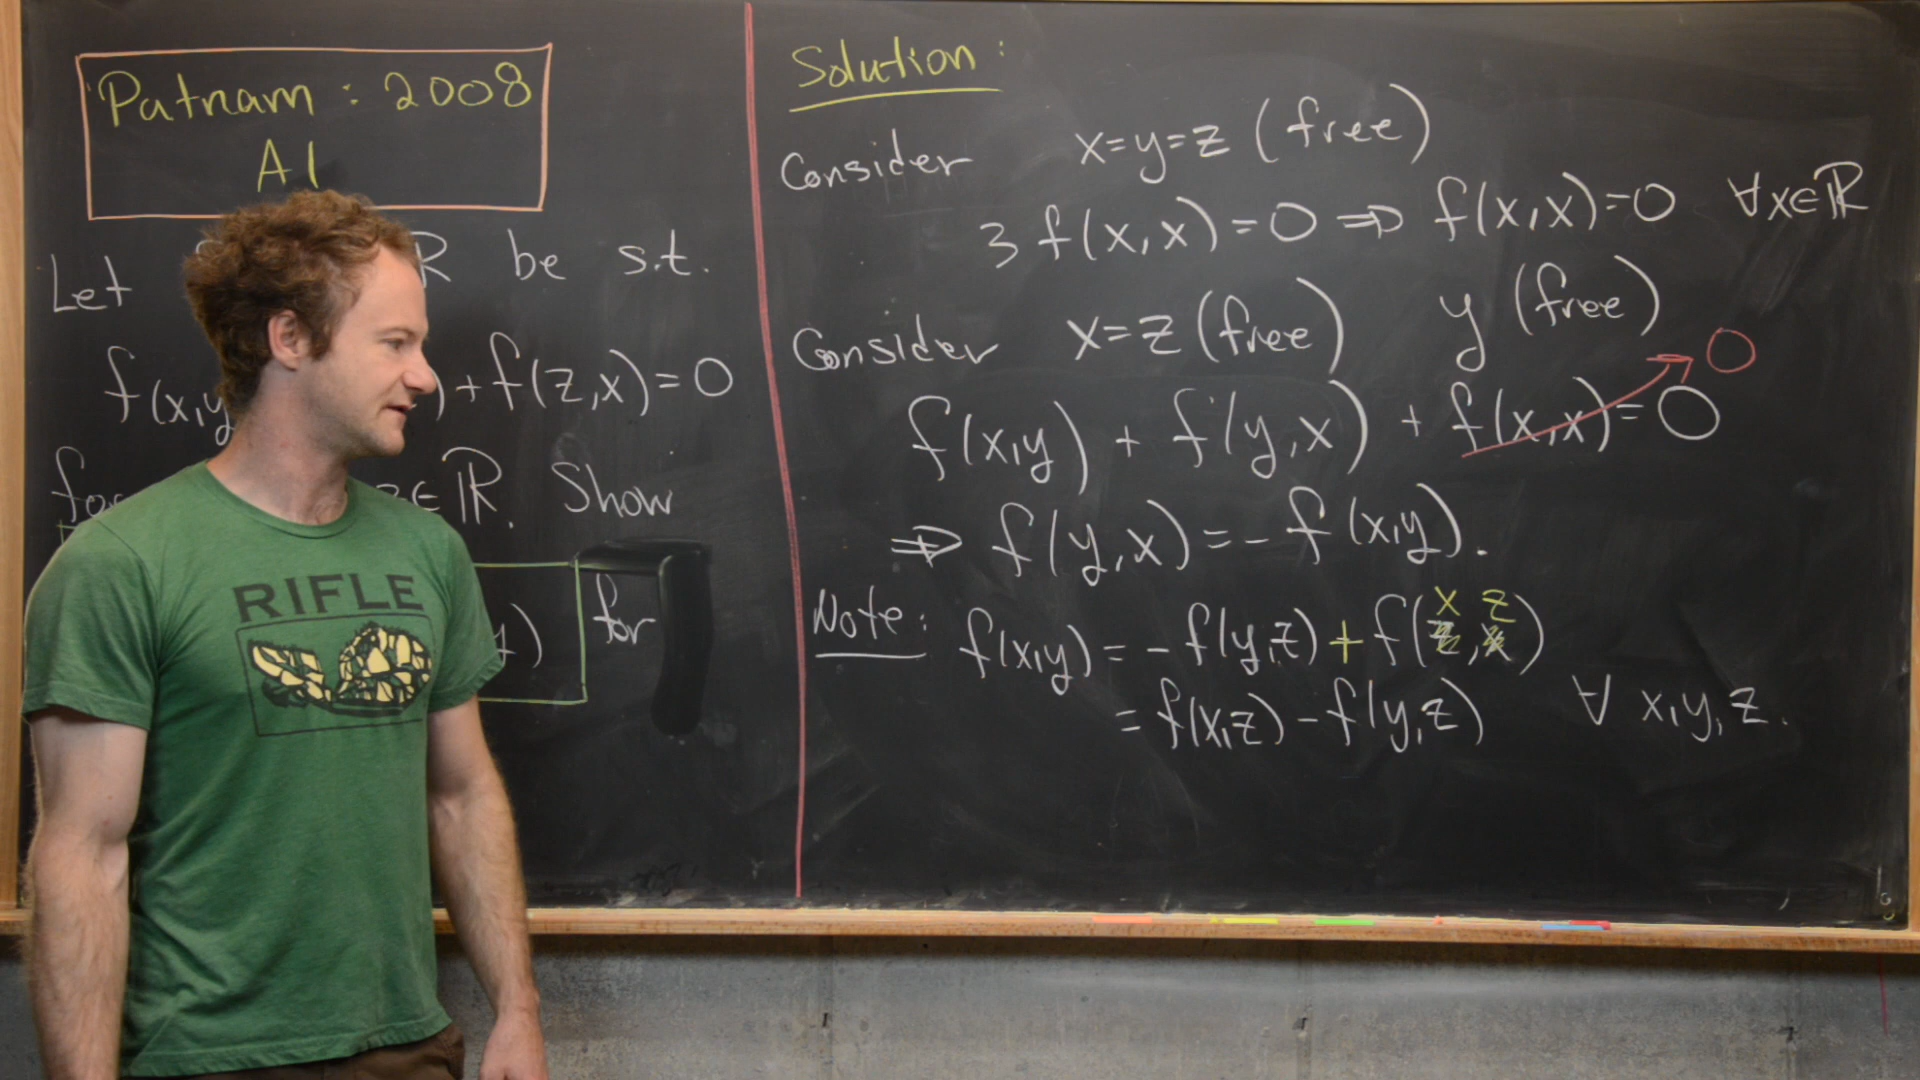 Putnam : 2008
A1
Let R be s.t.
f(x,y )+f(z,x)=0
for z∈ℝ. Show
) for
Solution:
Consider x=y=z (free)
3f(x,x)=0 ⇒ f(x,x)=0 ∀x∈ℝ
Consider x=z (free) y (free)
0
f(x,y) + f(y,x) + f(x,x)=0
⇒ f(y,x) = - f(x,y).
x z
Note: f(x,y) = - f(y,z) + f(z,x)
= f(x,z) - f(y,z) ∀ x,y,z.
RIFLE